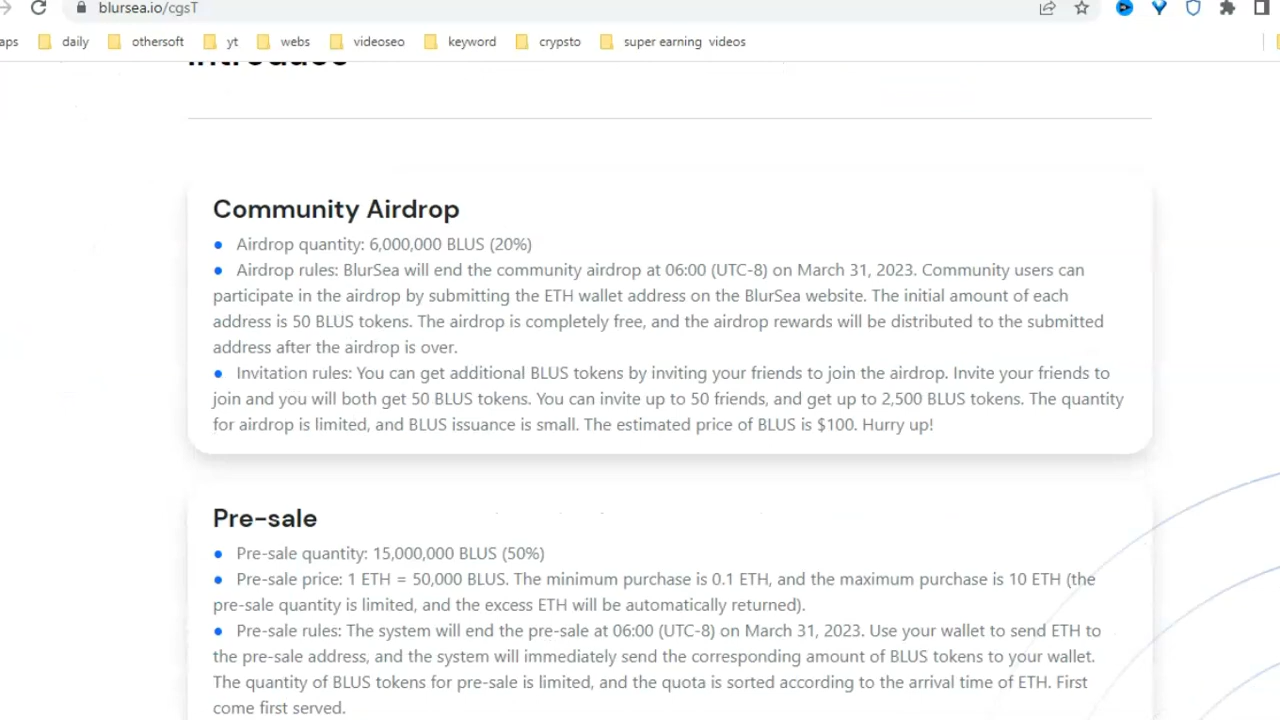 blursea.io/cgsT
aps daily othersoft yt webs videoseo keyword crypsto super earning videos
Introduce
Community Airdrop
Airdrop quantity: 6,000,000 BLUS (20%)
Airdrop rules: BlurSea will end the community airdrop at 06:00 (UTC-8) on March 31, 2023. Community users can
participate in the airdrop by submitting the ETH wallet address on the BlurSea website. The initial amount of each
address is 50 BLUS tokens. The airdrop is completely free, and the airdrop rewards will be distributed to the submitted
address after the airdrop is over.
Invitation rules: You can get additional BLUS tokens by inviting your friends to join the airdrop. Invite your friends to
join and you will both get 50 BLUS tokens. You can invite up to 50 friends, and get up to 2,500 BLUS tokens. The quantity
for airdrop is limited, and BLUS issuance is small. The estimated price of BLUS is $100. Hurry up!
Pre-sale
Pre-sale quantity: 15,000,000 BLUS (50%)
Pre-sale price: 1 ETH = 50,000 BLUS. The minimum purchase is 0.1 ETH, and the maximum purchase is 10 ETH (the
pre-sale quantity is limited, and the excess ETH will be automatically returned).
Pre-sale rules: The system will end the pre-sale at 06:00 (UTC-8) on March 31, 2023. Use your wallet to send ETH to
the pre-sale address, and the system will immediately send the corresponding amount of BLUS tokens to your wallet.
The quantity of BLUS tokens for pre-sale is limited, and the quota is sorted according to the arrival time of ETH. First
come first served.